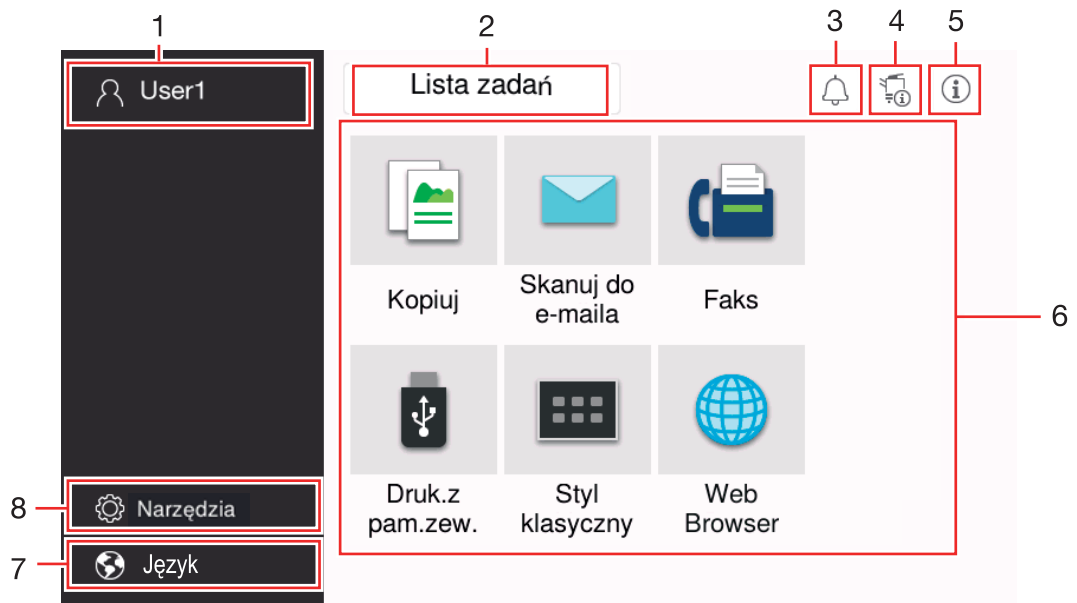 1
2
3
4
5
User1
Lista zadań
Kopiuj
Skanuj do
e-maila
Faks
6
Druk.z
pam.zew.
Styl
klasyczny
Web
Browser
8
Narzędzia
7
Język